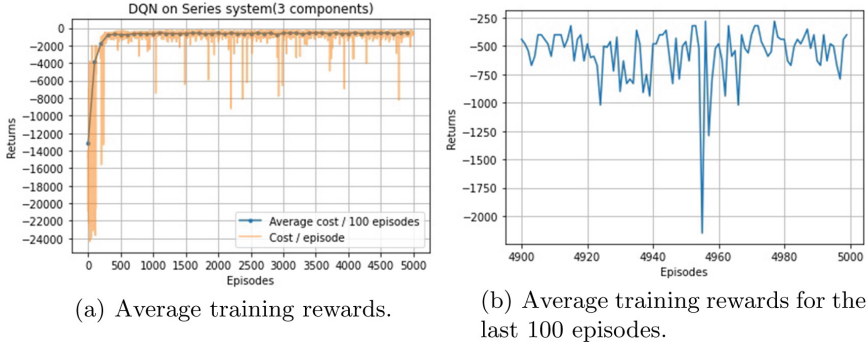 DQN on Series system(3 components)
0
−2000
−4000
−6000
−8000
−10000
−12000
−14000
−16000
−18000
−20000
−22000
−24000
Returns
Average cost / 100 episodes
Cost / episode
0 500 1000 1500 2000 2500 3000 3500 4000 4500 5000
Episodes
(a) Average training rewards.
−250
−500
−750
−1000
−1250
−1500
−1750
−2000
Returns
4900 4920 4940 4960 4980 5000
Episodes
(b) Average training rewards for the
last 100 episodes.